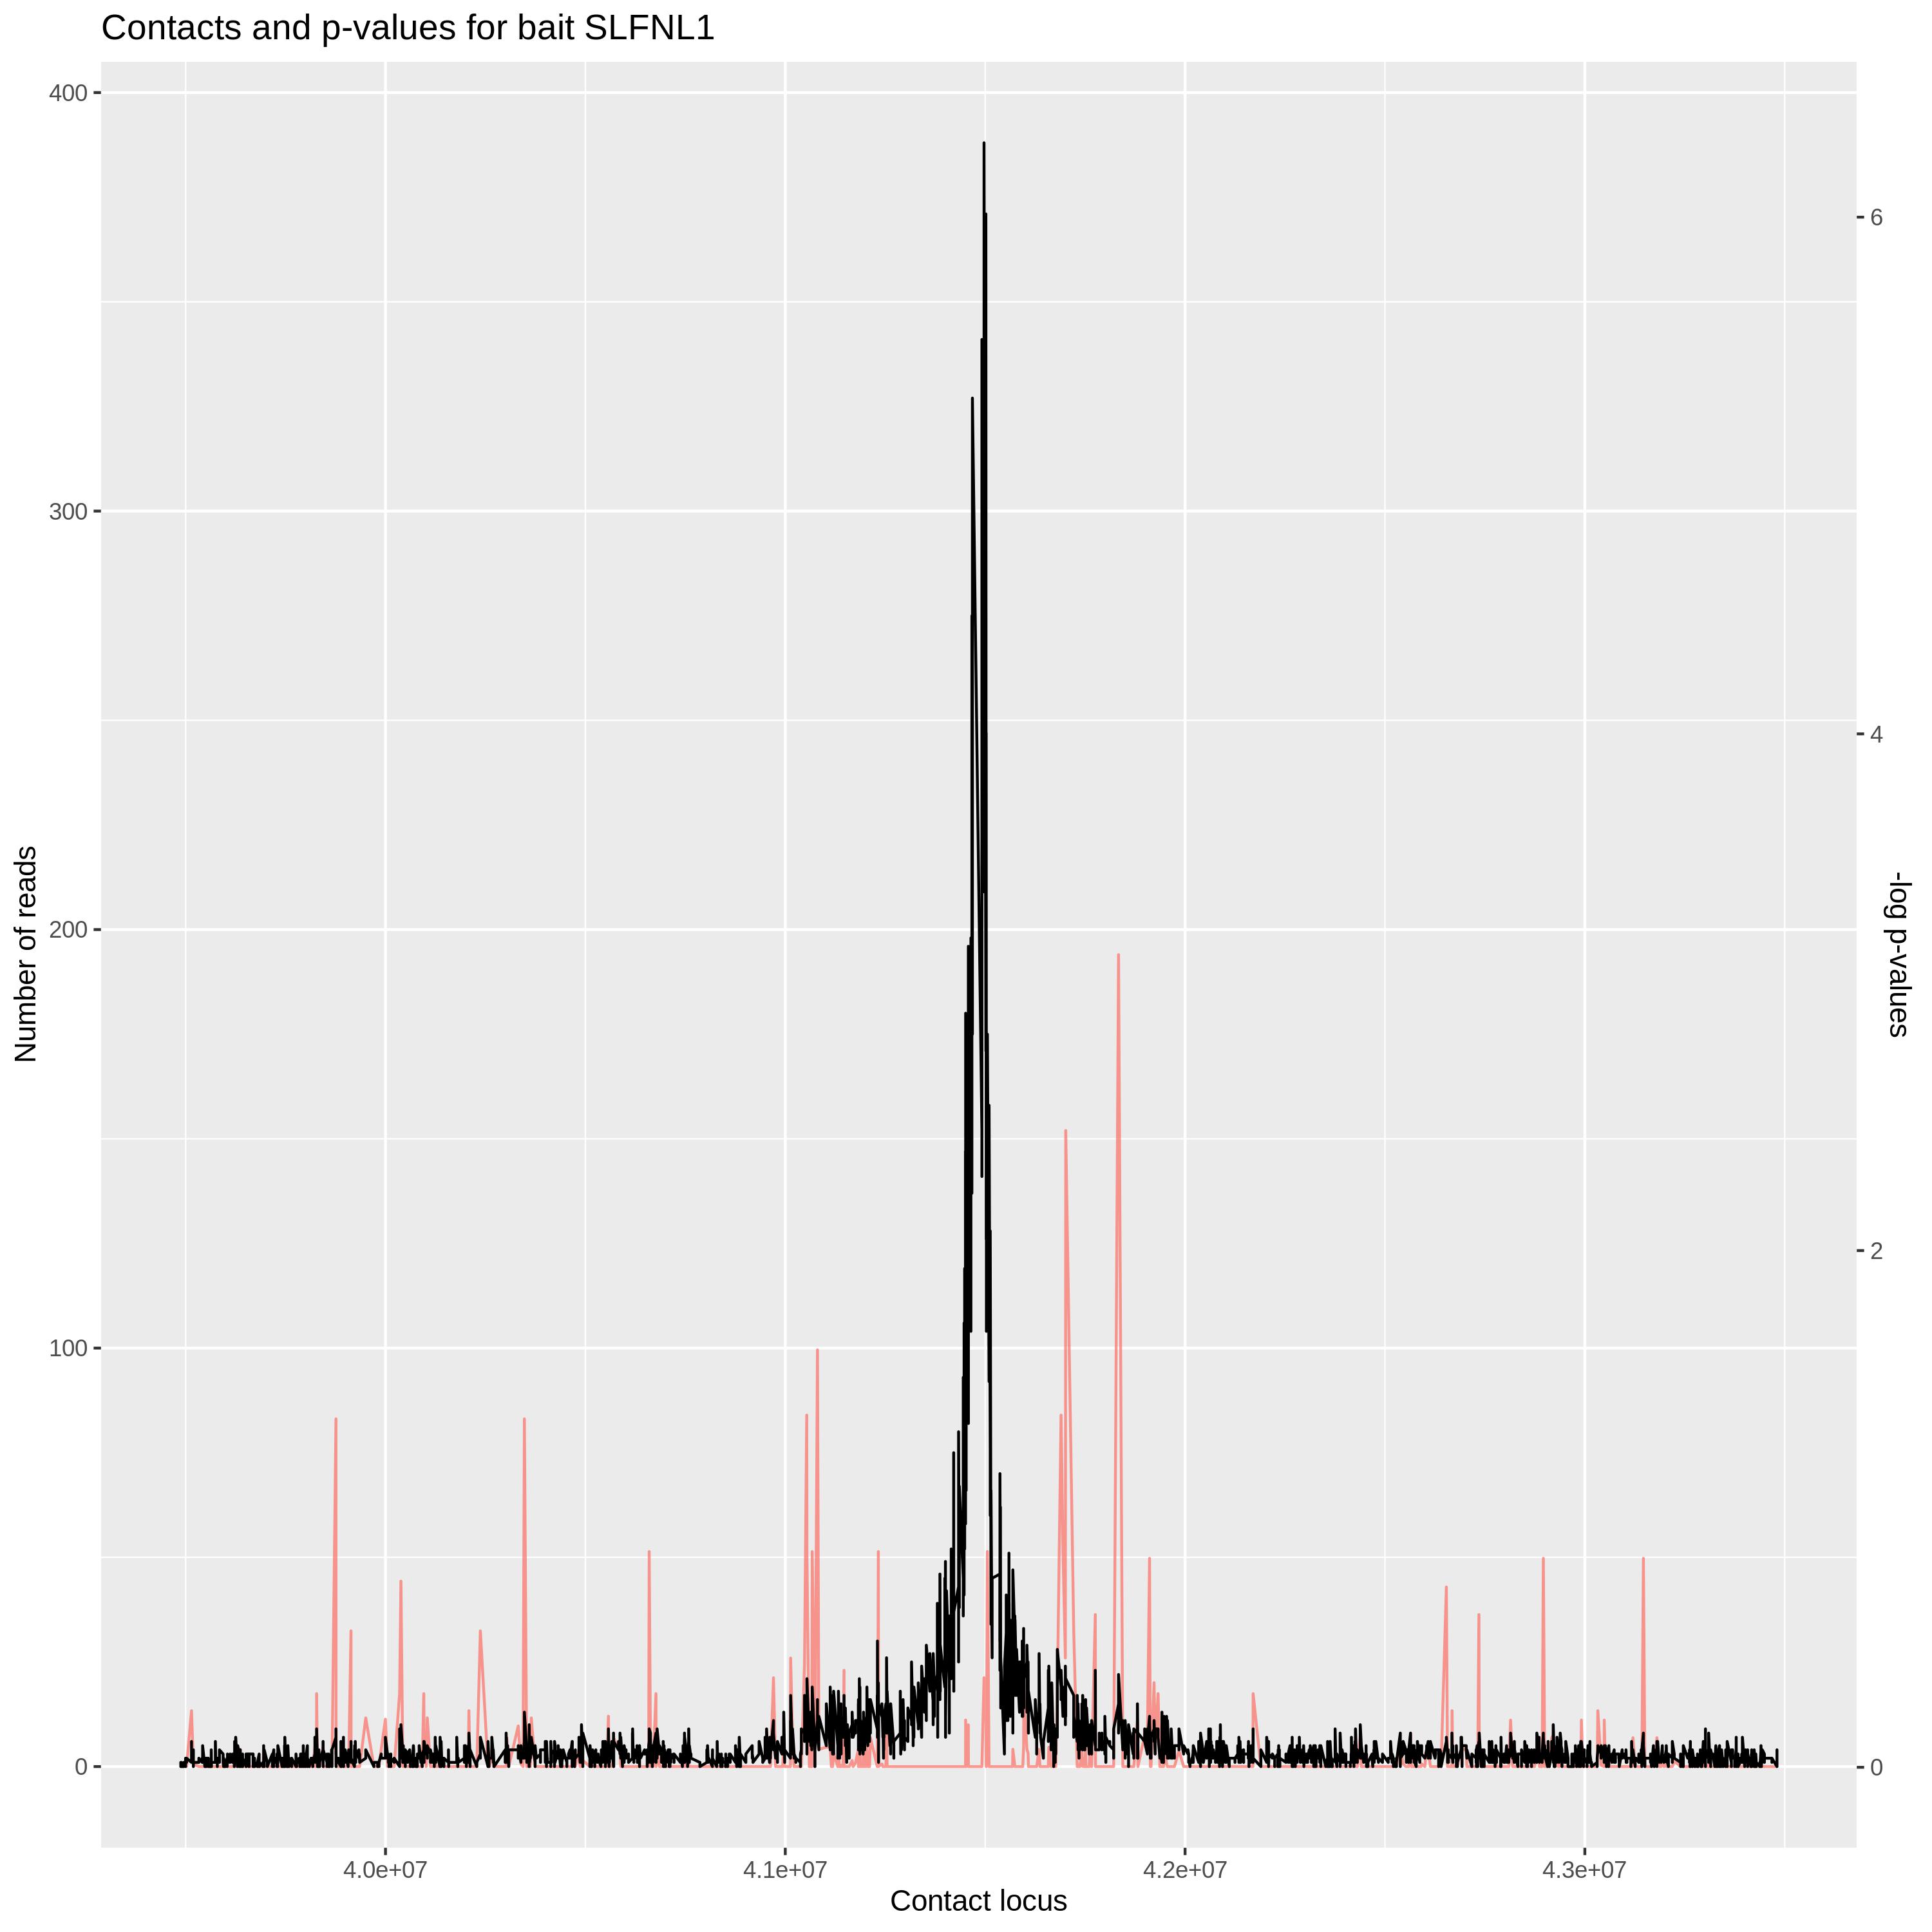 Contacts and p-values for bait SLFNL1
400
300
200
100
0
Number of reads
6
4
2
0
-log p-values
4.0e+07
4.1e+07
4.2e+07
4.3e+07
Contact locus